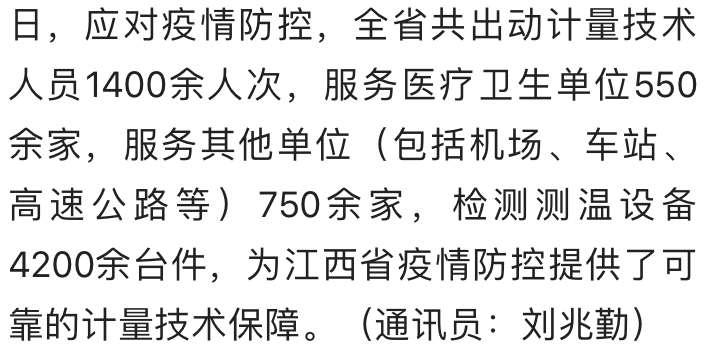 日，应对疫情防控，全省共出动计量技术
人员1400余人次，服务医疗卫生单位550
余家，服务其他单位（包括机场、车站、
高速公路等）750余家，检测测温设备
4200余台件，为江西省疫情防控提供了可
靠的计量技术保障。（通讯员：刘兆勤）